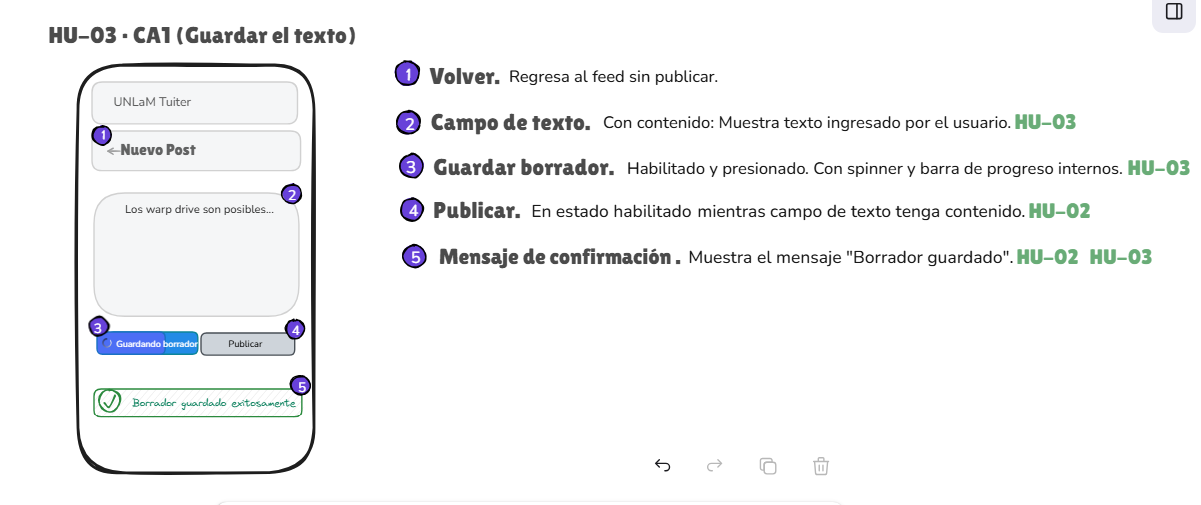 HU-03 · CA1 (Guardar el texto)
UNLaM Tuiter
1
←Nuevo Post
2
Los warp drive son posibles...
3
Guardando borrador
4
Publicar
5
Borrador guardado exitosamente
1 Volver. Regresa al feed sin publicar.
2 Campo de texto. Con contenido: Muestra texto ingresado por el usuario. HU-03
3 Guardar borrador. Habilitado y presionado. Con spinner y barra de progreso internos. HU-03
4 Publicar. En estado habilitado mientras campo de texto tenga contenido. HU-02
5 Mensaje de confirmación. Muestra el mensaje "Borrador guardado". HU-02 HU-03